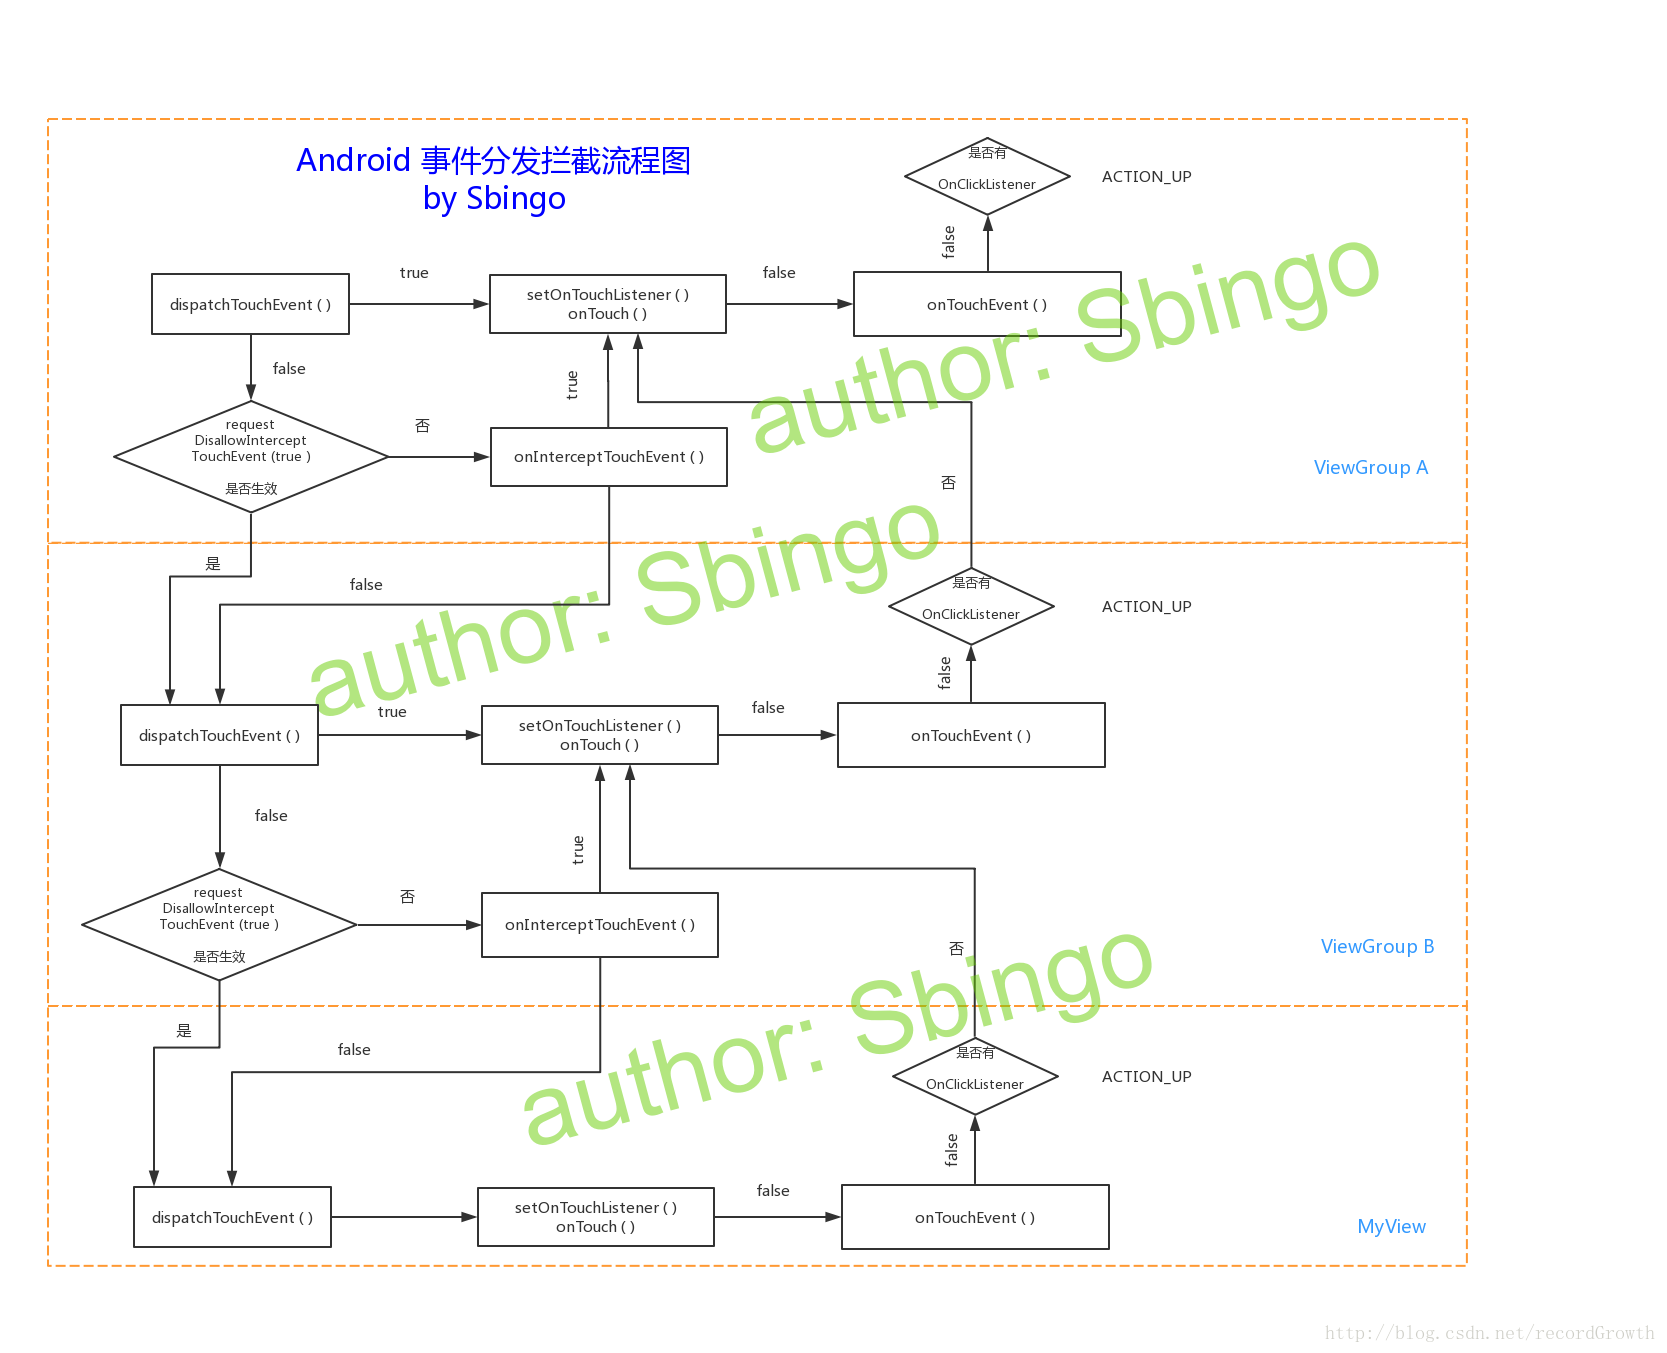 Android 事件分发拦截流程图
by Sbingo
是否有
OnClickListener
ACTION_UP
false
dispatchTouchEvent ( )
true
setOnTouchListener ( )
onTouch ( )
false
onTouchEvent ( )
author: Sbingo
false
true
request
DisallowIntercept
TouchEvent (true )
是否生效
否
onInterceptTouchEvent ( )
ViewGroup A
否
是
false
author: Sbingo
是否有
OnClickListener
ACTION_UP
false
dispatchTouchEvent ( )
true
setOnTouchListener ( )
onTouch ( )
false
onTouchEvent ( )
false
true
request
DisallowIntercept
TouchEvent (true )
是否生效
否
onInterceptTouchEvent ( )
否
ViewGroup B
author: Sbingo
是
false
是否有
OnClickListener
ACTION_UP
false
dispatchTouchEvent ( )
setOnTouchListener ( )
onTouch ( )
false
onTouchEvent ( )
MyView
http://blog.csdn.net/recordGrowth